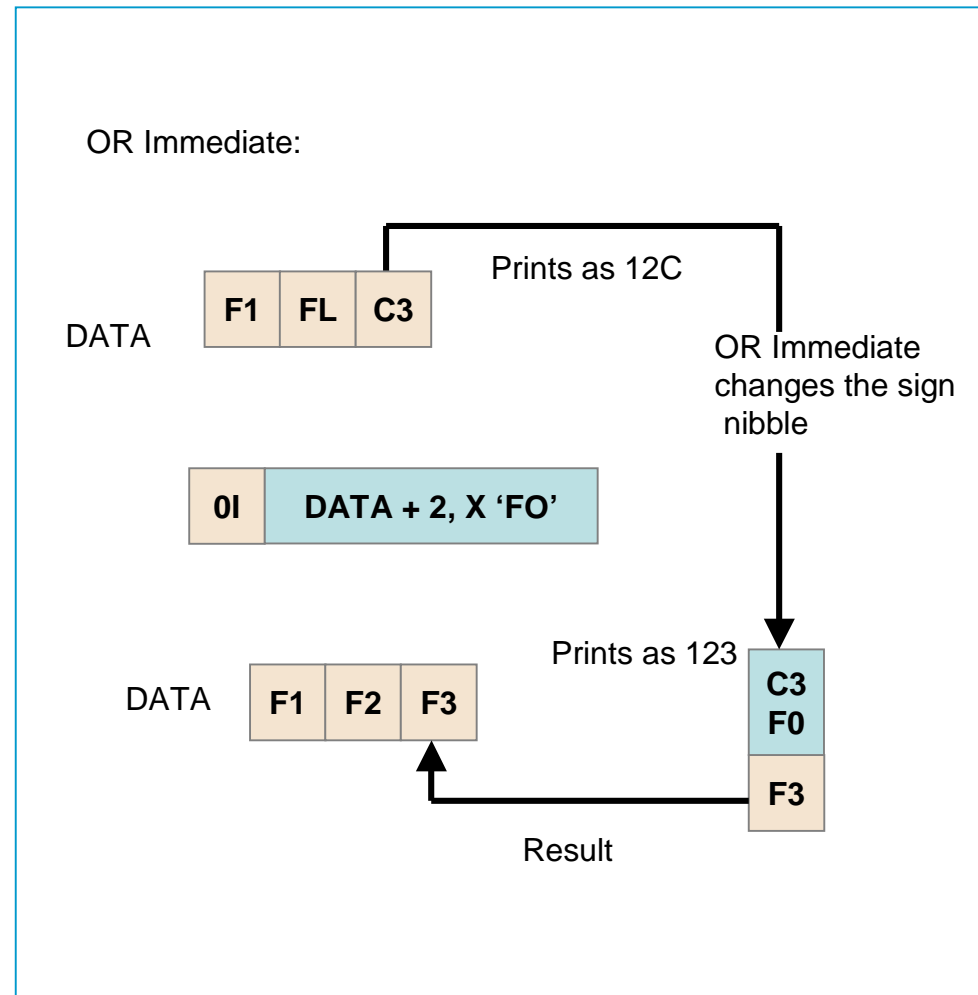 OR Immediate:
Prints as 12C
F1 FL C3
DATA
OR Immediate
changes the sign
nibble
0I DATA + 2, X ‘FO’
Prints as 123
C3
F0
DATA
F1 F2 F3
F3
Result